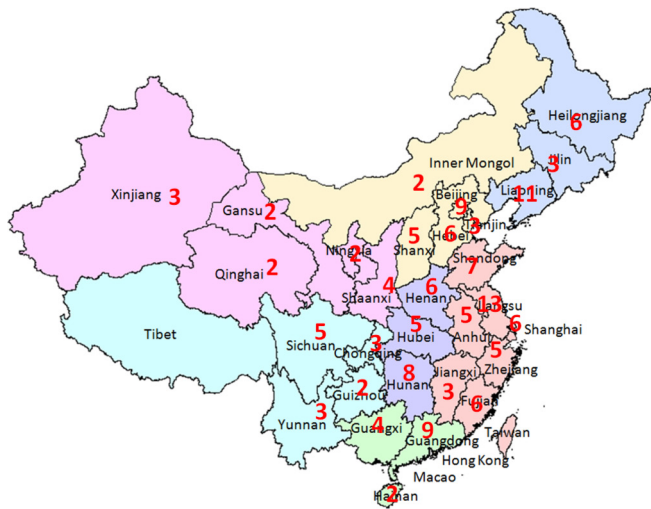 Heilongjiang
6
Jilin
3
Inner Mongol
2
Liaoning
11
Beijing
9
Xinjiang
3
Gansu
2
Tianjin
3
Hebei
6
Shanxi
5
Ningxia
2
Shandong
7
Qinghai
2
Shaanxi
4
Henan
6
Jiangsu
13
Anhui
5
Shanghai
6
Tibet
Sichuan
5
Chongqing
3
Hubei
5
Zhejiang
5
Hunan
8
Jiangxi
3
Guizhou
2
Fujian
6
Yunnan
3
Guangxi
4
Guangdong
9
Taiwan
Hong Kong
Macao
Hainan
2